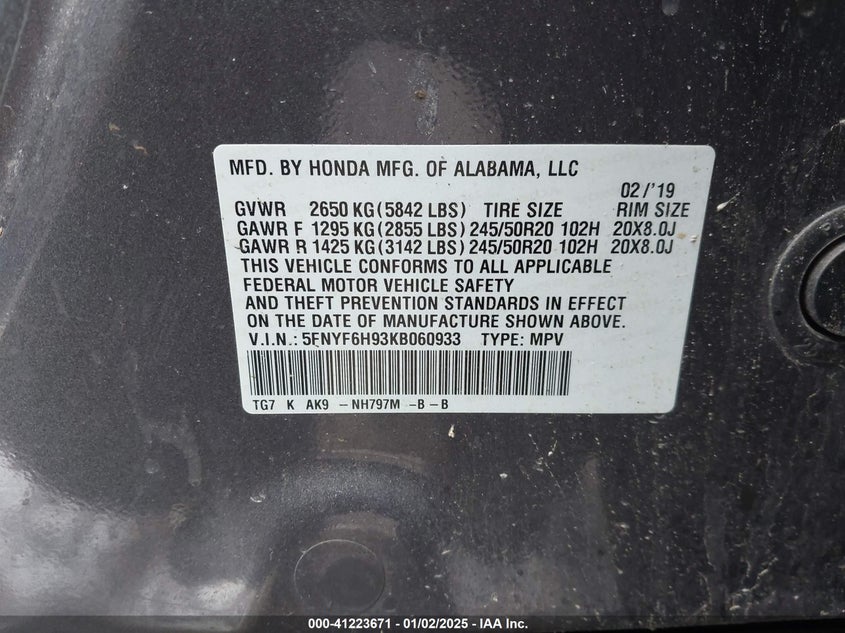 MFD. BY HONDA MFG. OF ALABAMA, LLC
02/'19
GVWR 2650 KG(5842 LBS) TIRE SIZE RIM SIZE
GAWR F 1295 KG(2855 LBS) 245/50R20 102H 20X8.0J
GAWR R 1425 KG(3142 LBS) 245/50R20 102H 20X8.0J
THIS VEHICLE CONFORMS TO ALL APPLICABLE
FEDERAL MOTOR VEHICLE SAFETY
AND THEFT PREVENTION STANDARDS IN EFFECT
ON THE DATE OF MANUFACTURE SHOWN ABOVE.
V.I.N.: 5FNYF6H93KB060933 TYPE: MPV
TG7 K AK9 -NH797M -B-B
000-41223671 - 01/02/2025 - IAA Inc.